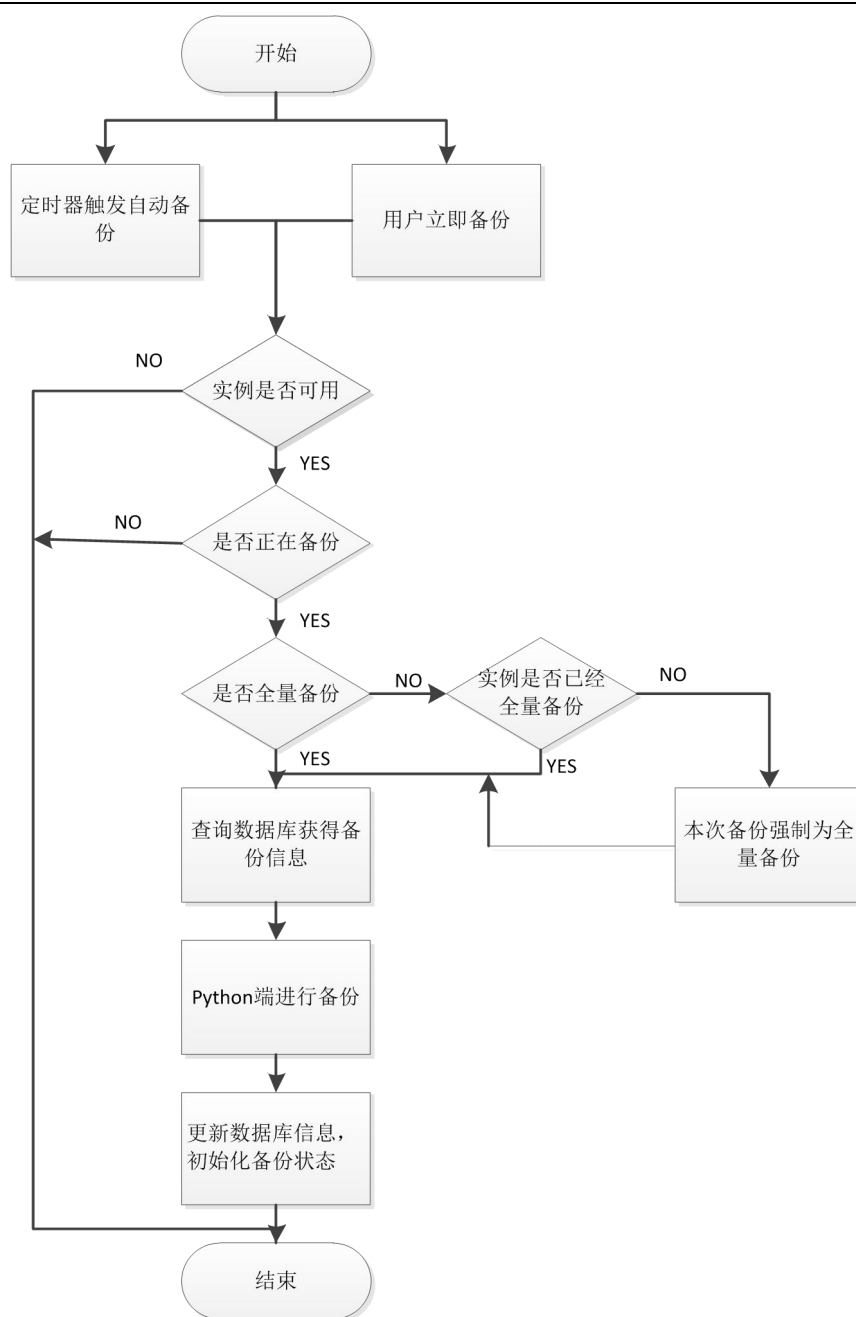 开始
定时器触发自动备
份
用户立即备份
NO
实例是否可用
YES
NO
是否正在备份
YES
是否全量备份
NO
实例是否已经
全量备份
NO
YES
YES
查询数据库获得备
份信息
本次备份强制为全
量备份
Python端进行备份
更新数据库信息，
初始化备份状态
结束